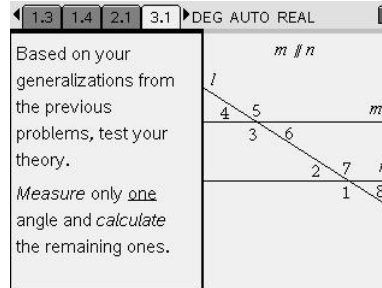 1.3 1.4 2.1 3.1 DEG AUTO REAL
Based on your
generalizations from
the previous
problems, test your
theory.
Measure only one
angle and calculate
the remaining ones.
m ∥ n
l
4 5
m
3 6
2 7
1 8